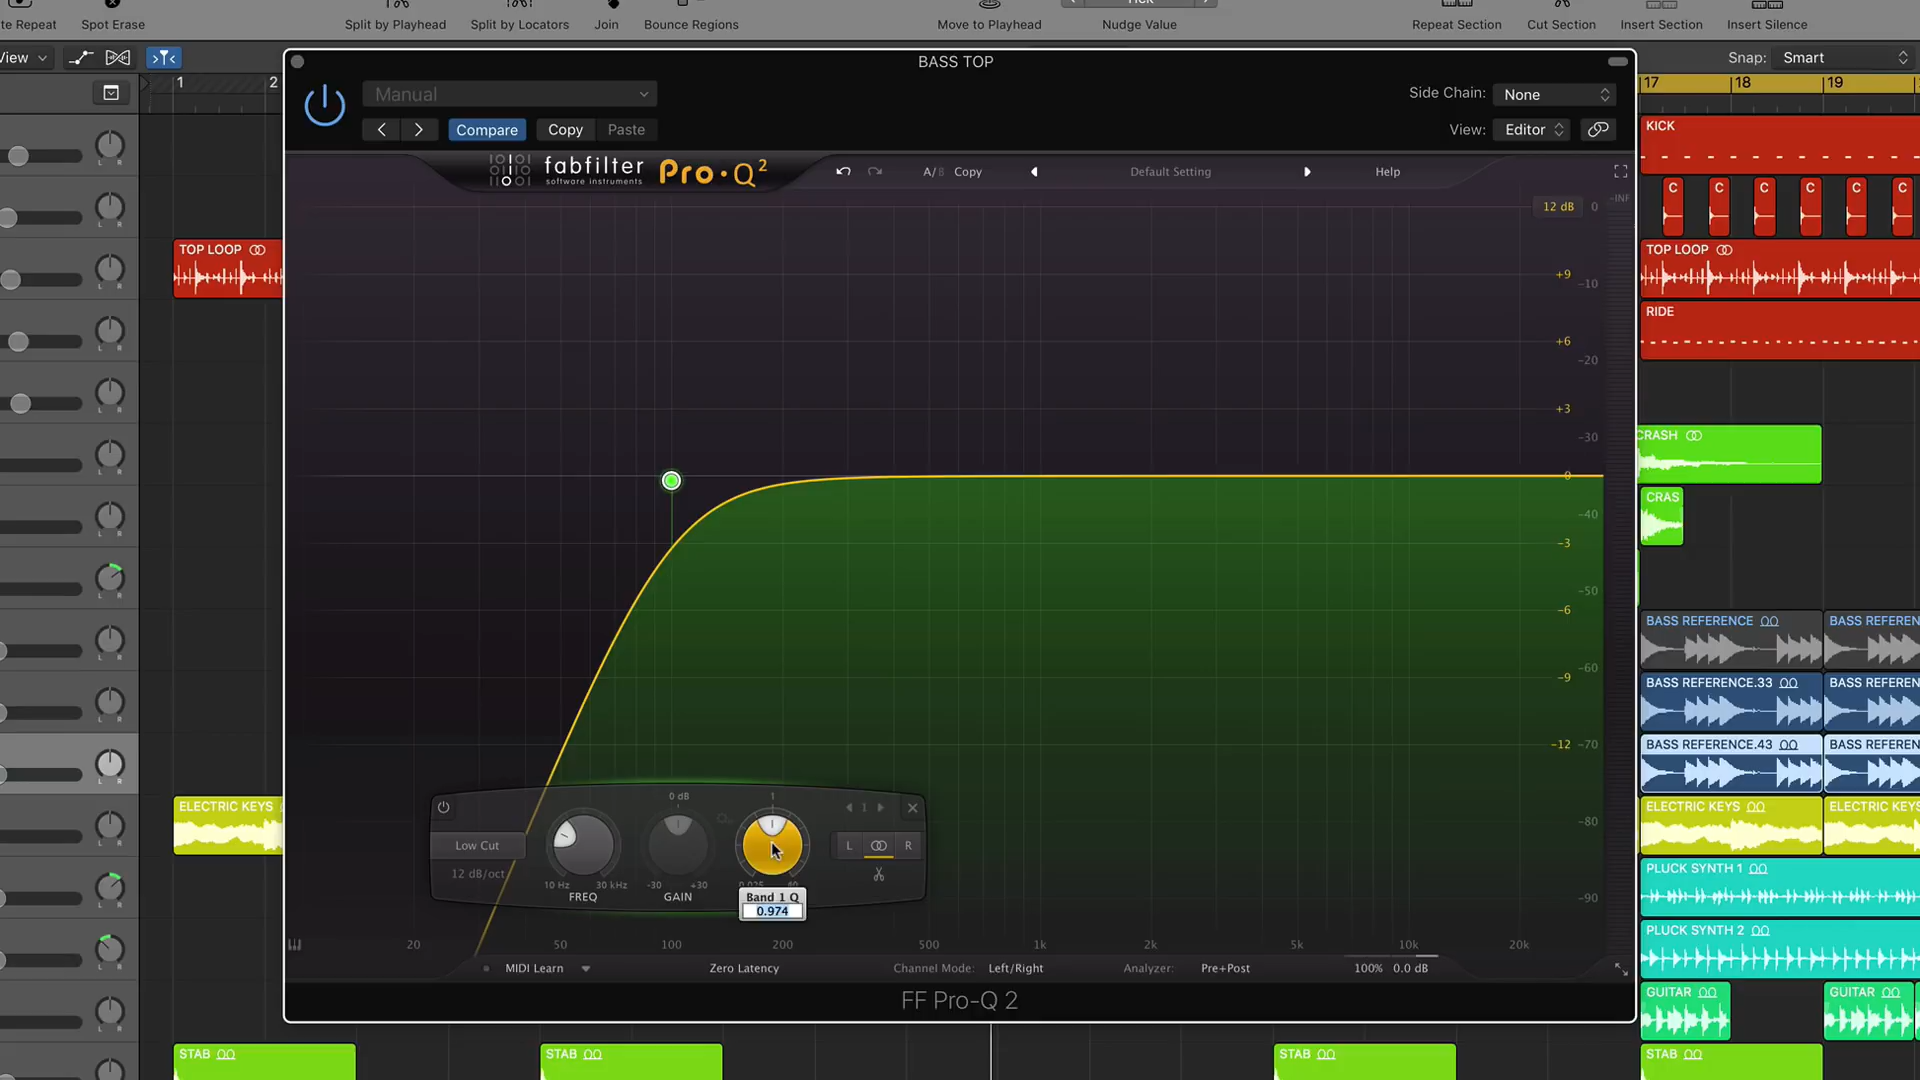 te Repeat
Spot Erase
Split by Playhead
Split by Locators
Join
Bounce Regions
Move to Playhead
Nudge Value
Repeat Section
Cut Section
Insert Section
Insert Silence
View
Snap: Smart
1 2
17 18 19
BASS TOP
Manual
Side Chain: None
Compare
Copy
Paste
View: Editor
fabfilter
software instruments
Pro·Q²
A/B Copy
Default Setting
Help
-INF
12 dB 0
+9
-10
+6
-20
+3
-30
0
-40
-3
-50
-6
-60
-9
-12 -70
-80
-90
0 dB
1
1
Low Cut
12 dB/oct
10 Hz 30 kHz
FREQ
-30 +30
GAIN
Band 1 Q
0.974
L R
20 50 100 200 500 1k 2k 5k 10k 20k
MIDI Learn
Zero Latency
Channel Mode: Left/Right
Analyzer: Pre+Post
100% 0.0 dB
FF Pro-Q 2
TOP LOOP
ELECTRIC KEYS
STAB
STAB
STAB
STAB
KICK
C C C C C C
TOP LOOP
RIDE
CRASH
CRAS
BASS REFERENCE
BASS REFEREN
BASS REFERENCE.33
BASS REFEREN
BASS REFERENCE.43
BASS REFEREN
ELECTRIC KEYS
ELECTRIC KEYS
PLUCK SYNTH 1
PLUCK SYNTH 2
GUITAR
GUITAR